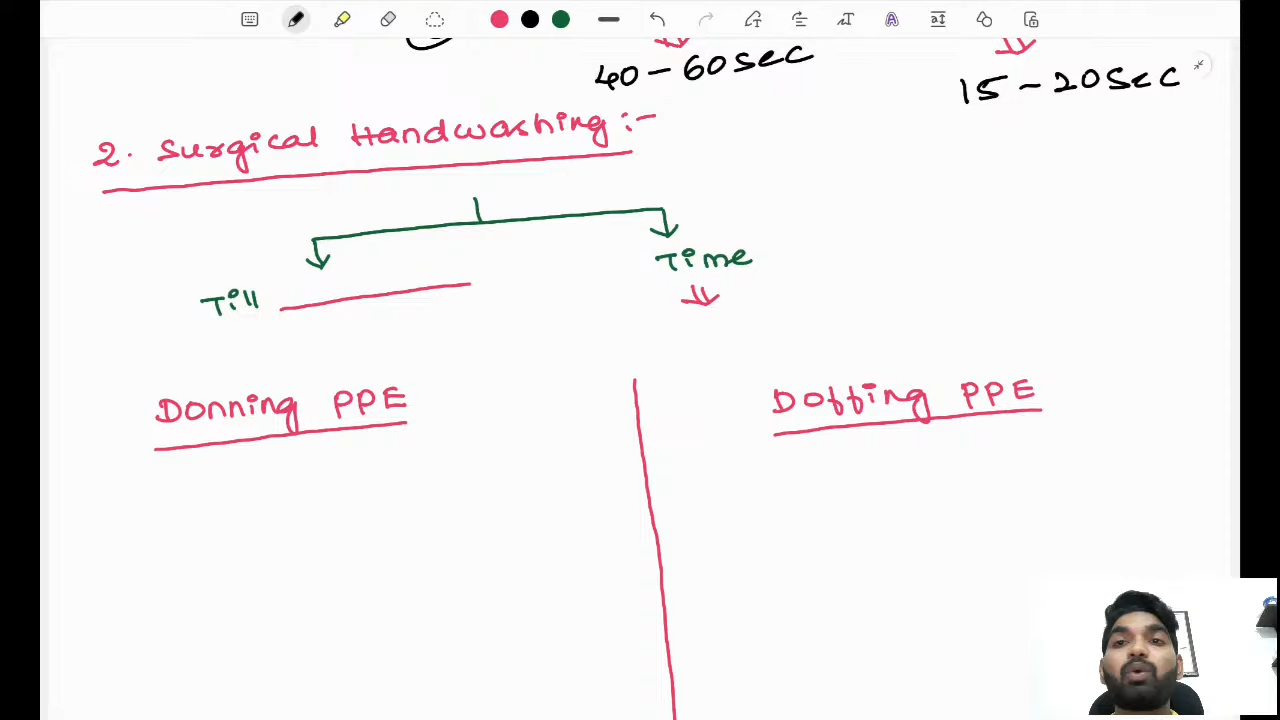 40-60 sec
15-20 sec
2. Surgical Handwashing :-
Till
Time
Donning PPE
Doffing PPE